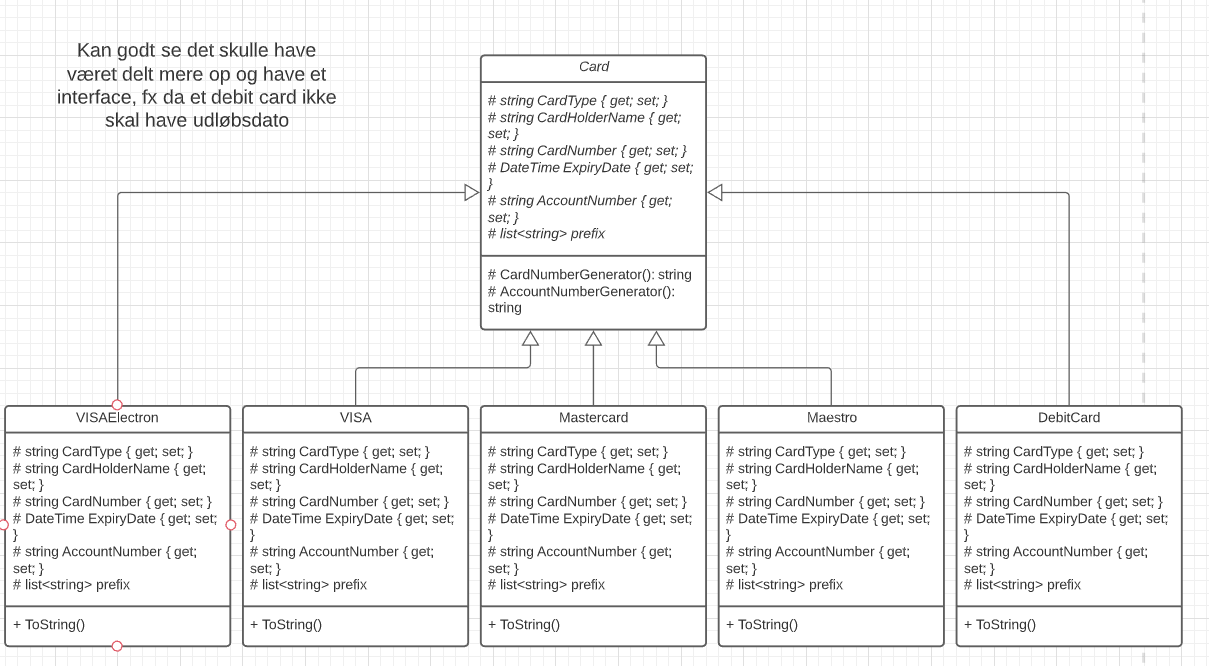 Kan godt se det skulle have
været delt mere op og have et
interface, fx da et debit card ikke
skal have udløbsdato
Card
# string CardType { get; set; }
# string CardHolderName { get;
set; }
# string CardNumber { get; set; }
# DateTime ExpiryDate { get; set;
}
# string AccountNumber { get;
set; }
# list<string> prefix
# CardNumberGenerator(): string
# AccountNumberGenerator():
string
VISAElectron
# string CardType { get; set; }
# string CardHolderName { get;
set; }
# string CardNumber { get; set; }
# DateTime ExpiryDate { get; set;
}
# string AccountNumber { get;
set; }
# list<string> prefix
+ ToString()
VISA
# string CardType { get; set; }
# string CardHolderName { get;
set; }
# string CardNumber { get; set; }
# DateTime ExpiryDate { get; set;
}
# string AccountNumber { get;
set; }
# list<string> prefix
+ ToString()
Mastercard
# string CardType { get; set; }
# string CardHolderName { get;
set; }
# string CardNumber { get; set; }
# DateTime ExpiryDate { get; set;
}
# string AccountNumber { get;
set; }
# list<string> prefix
+ ToString()
Maestro
# string CardType { get; set; }
# string CardHolderName { get;
set; }
# string CardNumber { get; set; }
# DateTime ExpiryDate { get; set;
}
# string AccountNumber { get;
set; }
# list<string> prefix
+ ToString()
DebitCard
# string CardType { get; set; }
# string CardHolderName { get;
set; }
# string CardNumber { get; set; }
# DateTime ExpiryDate { get; set;
}
# string AccountNumber { get;
set; }
# list<string> prefix
+ ToString()